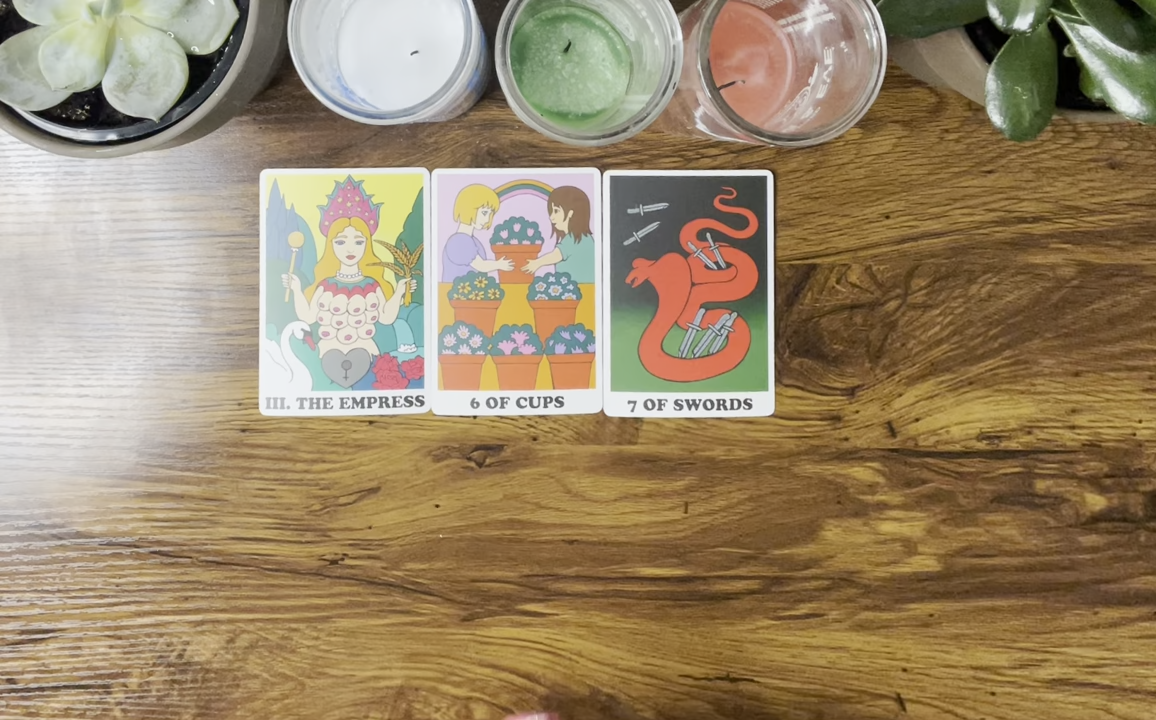 III. THE EMPRESS
6 OF CUPS
7 OF SWORDS